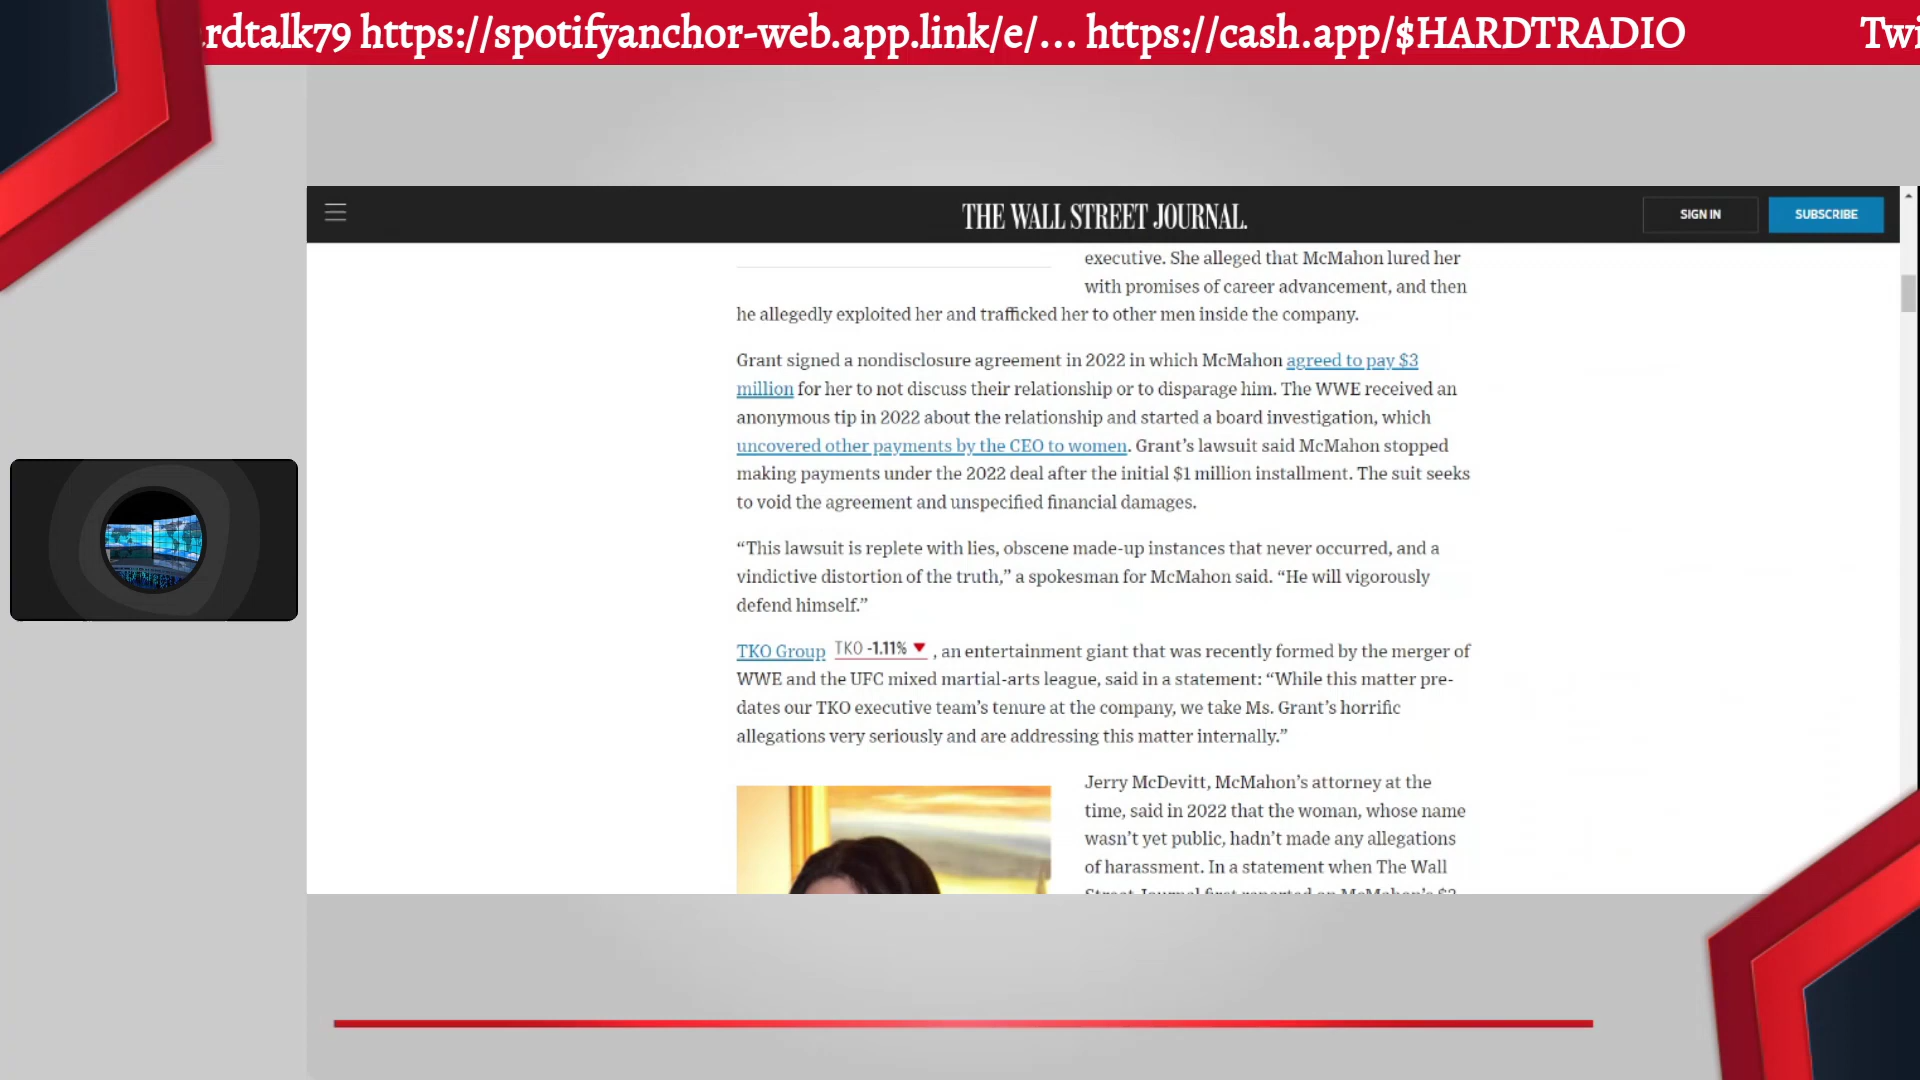 rdtalk79 https://spotifyanchor-web.app.link/e/... https://cash.app/$HARDTRADIO Twi
THE WALL STREET JOURNAL.
SIGN IN
SUBSCRIBE
executive. She alleged that McMahon lured her
with promises of career advancement, and then
he allegedly exploited her and trafficked her to other men inside the company.
Grant signed a nondisclosure agreement in 2022 in which McMahon agreed to pay $3
million for her to not discuss their relationship or to disparage him. The WWE received an
anonymous tip in 2022 about the relationship and started a board investigation, which
uncovered other payments by the CEO to women. Grant’s lawsuit said McMahon stopped
making payments under the 2022 deal after the initial $1 million installment. The suit seeks
to void the agreement and unspecified financial damages.
“This lawsuit is replete with lies, obscene made-up instances that never occurred, and a
vindictive distortion of the truth,” a spokesman for McMahon said. “He will vigorously
defend himself.”
TKO Group TKO -1.11% ▼ , an entertainment giant that was recently formed by the merger of
WWE and the UFC mixed martial-arts league, said in a statement: “While this matter pre-
dates our TKO executive team’s tenure at the company, we take Ms. Grant’s horrific
allegations very seriously and are addressing this matter internally.”
Jerry McDevitt, McMahon’s attorney at the
time, said in 2022 that the woman, whose name
wasn’t yet public, hadn’t made any allegations
of harassment. In a statement when The Wall
Street Journal first reported on McMahon’s $3